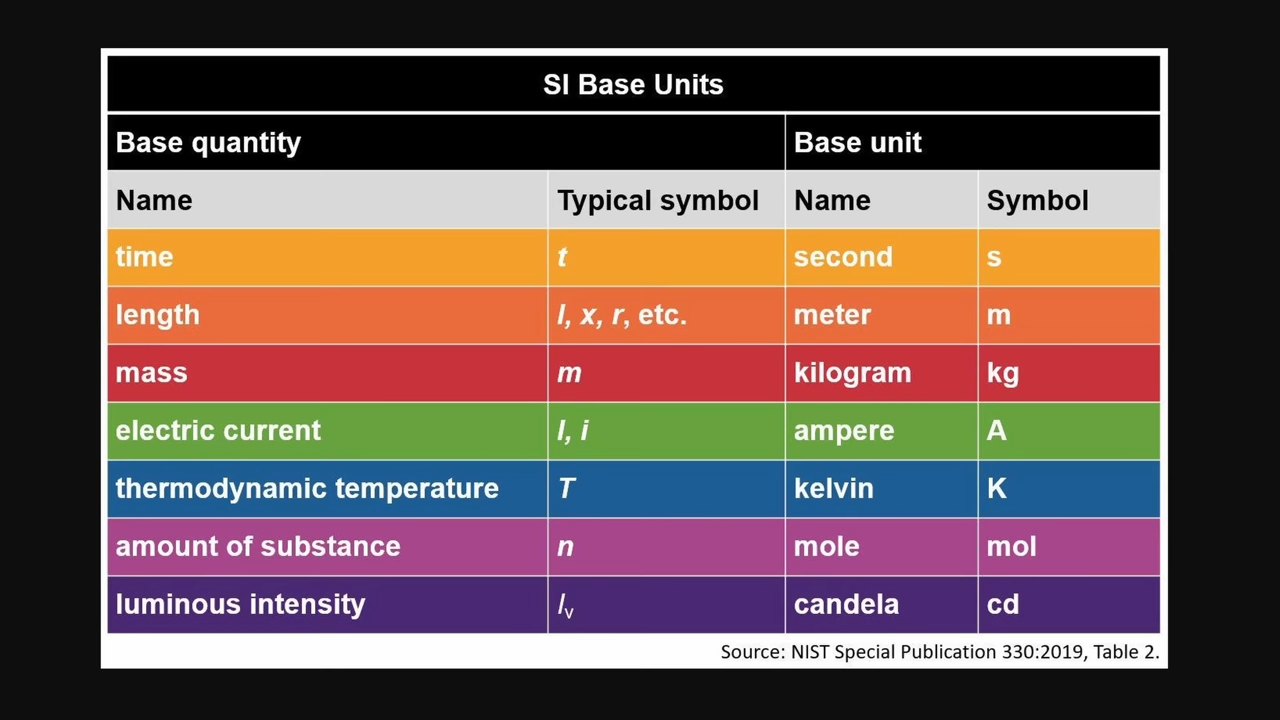 SI Base Units
Base quantity Base unit
Name Typical symbol Name Symbol
time t second s
length l, x, r, etc. meter m
mass m kilogram kg
electric current I, i ampere A
thermodynamic temperature T kelvin K
amount of substance n mole mol
luminous intensity Iv candela cd
Source: NIST Special Publication 330:2019, Table 2.